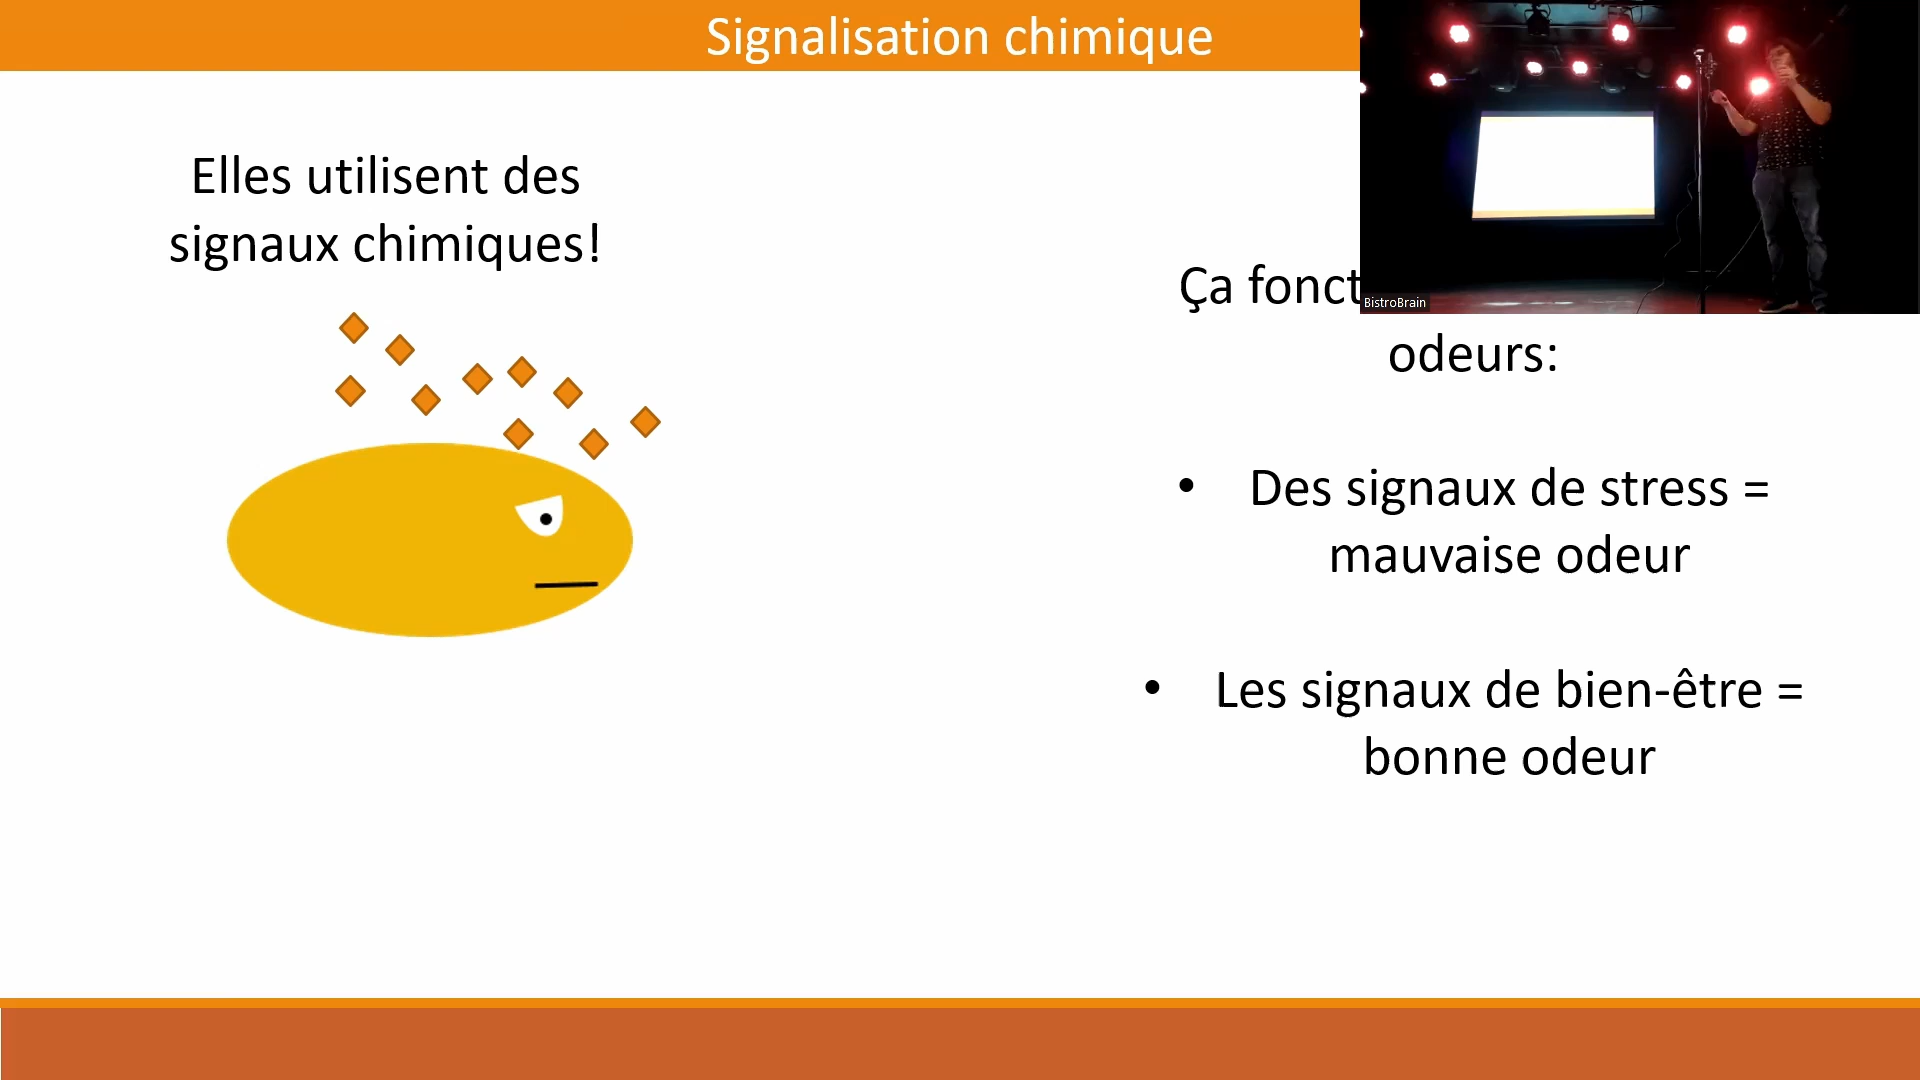 Signalisation chimique
Elles utilisent des
signaux chimiques!
Ça
odeurs:
• Des signaux de stress =
mauvaise odeur
• Les signaux de bien-être =
bonne odeur
BistroBrain